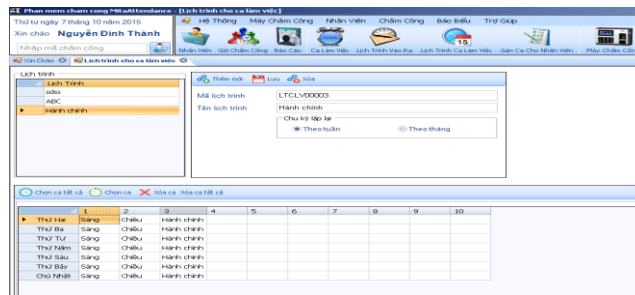 Phan mem cham cong MitaAttendance - [Lịch trình cho ca làm việc]
Thứ tư ngày 7 tháng 10 năm 2015
Hệ Thống Máy Chấm Công Nhân Viên Chấm Công Báo Biểu Trợ Giúp
Xin chào Nguyễn Đình Thành
Nhập mã chấm công
Nhân Viên Giờ Chấm Công Báo Cáo Ca Làm Việc Lịch Trình Vào Ra Lịch Trình Ca Làm Việc Gán Ca Cho Nhân Viên Máy Chấm Côn
Xin Chào Lịch trình cho ca làm việc
Lịch trình
Lịch Trình
sdss
ABC
Hành chính
Thêm mới Lưu Xóa
Mã lịch trình LTCLV00003
Tên lịch trình Hành chính
Chu kỳ lặp lại
Theo tuần Theo tháng
Chọn ca tất cả Chọn ca Xóa ca Xóa ca tất cả
1 2 3 4 5 6 7 8 9 10
Thứ Hai Sáng Chiều Hành chính
Thứ Ba Sáng Chiều Hành chính
Thứ Tư Sáng Chiều Hành chính
Thứ Năm Sáng Chiều Hành chính
Thứ Sáu Sáng Chiều Hành chính
Thứ Bảy Sáng Chiều Hành chính
Chủ Nhật Sáng Chiều Hành chính